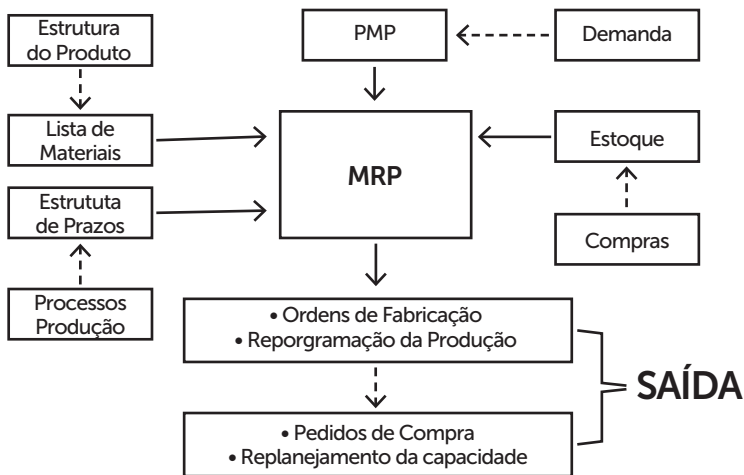 Estrutura
do Produto
PMP
Demanda
Lista de
Materiais
MRP
Estoque
Estrututa
de Prazos
Compras
Processos
Produção
• Ordens de Fabricação
• Reporgramação da Produção
SAÍDA
• Pedidos de Compra
• Replanejamento da capacidade